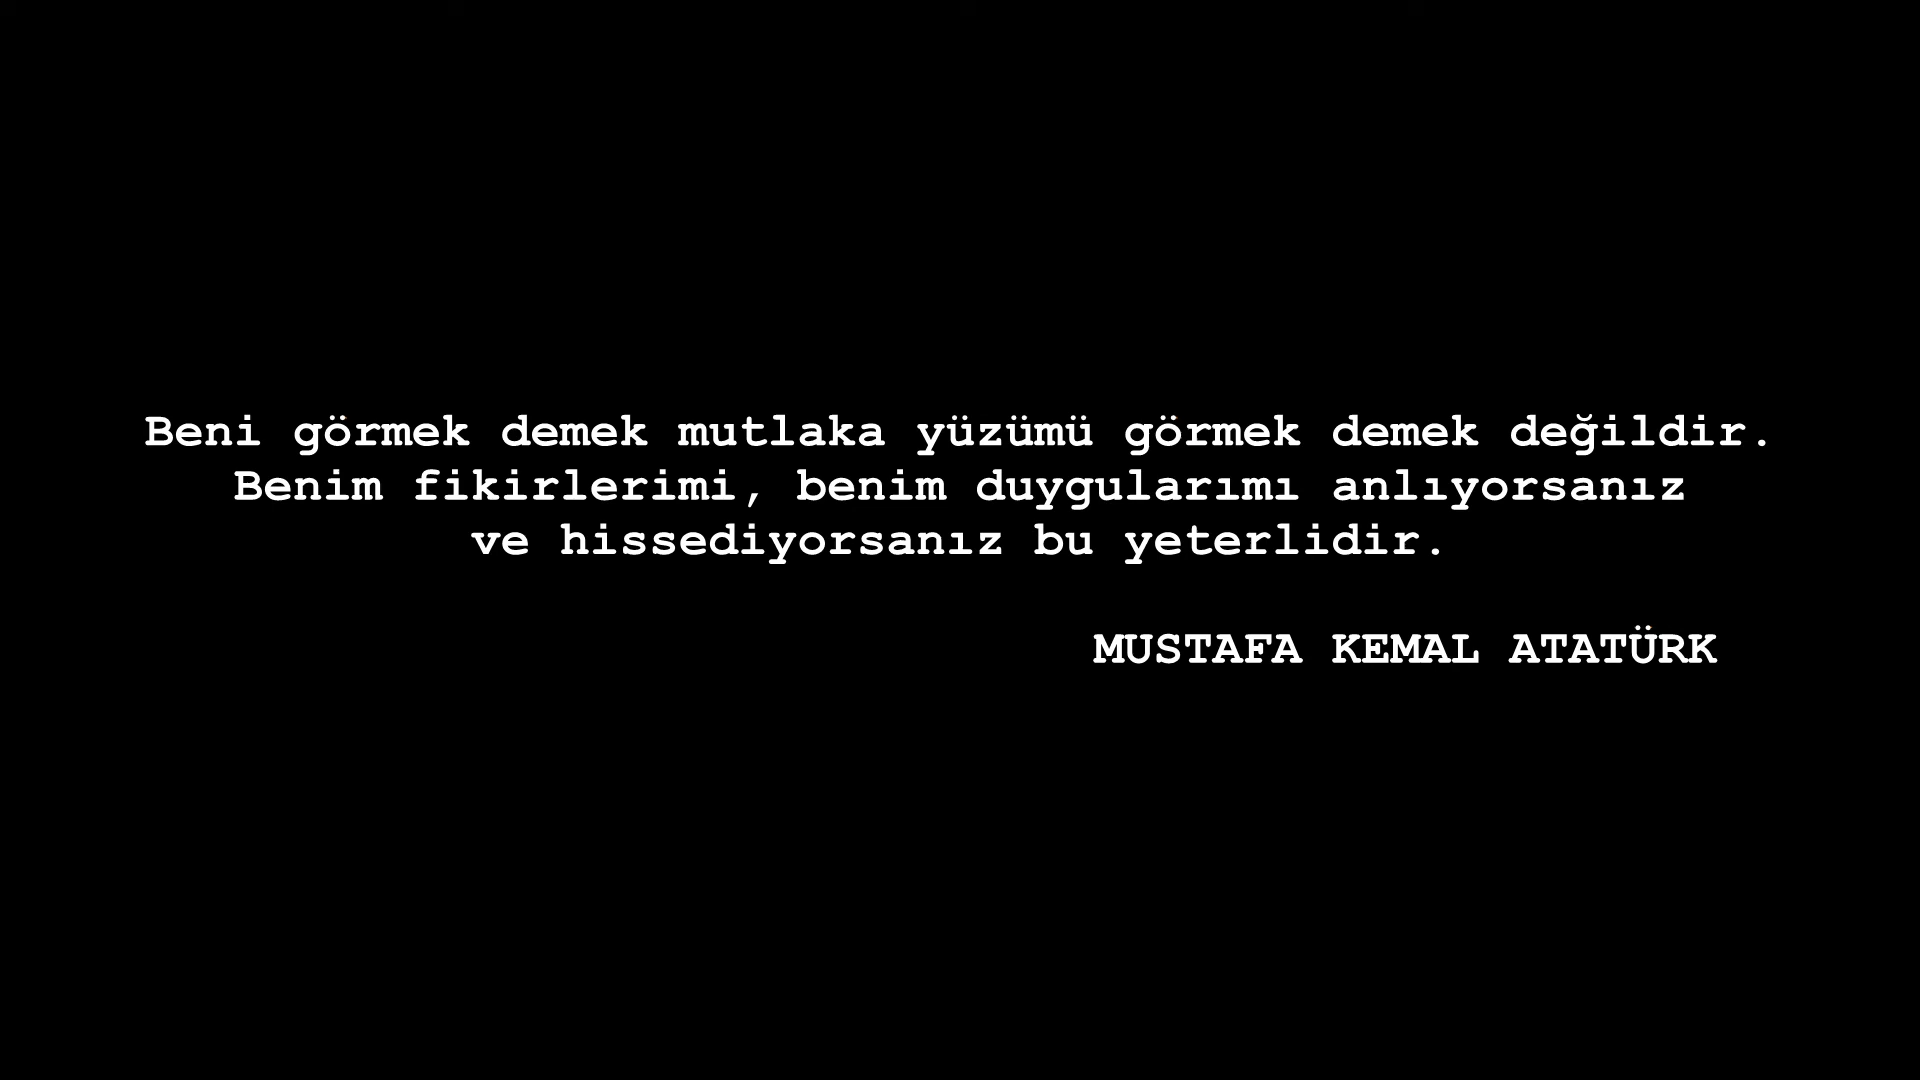 Beni görmek demek mutlaka yüzümü görmek demek değildir.
Benim fikirlerimi, benim duygularımı anlıyorsanız
ve hissediyorsanız bu yeterlidir.
MUSTAFA KEMAL ATATÜRK